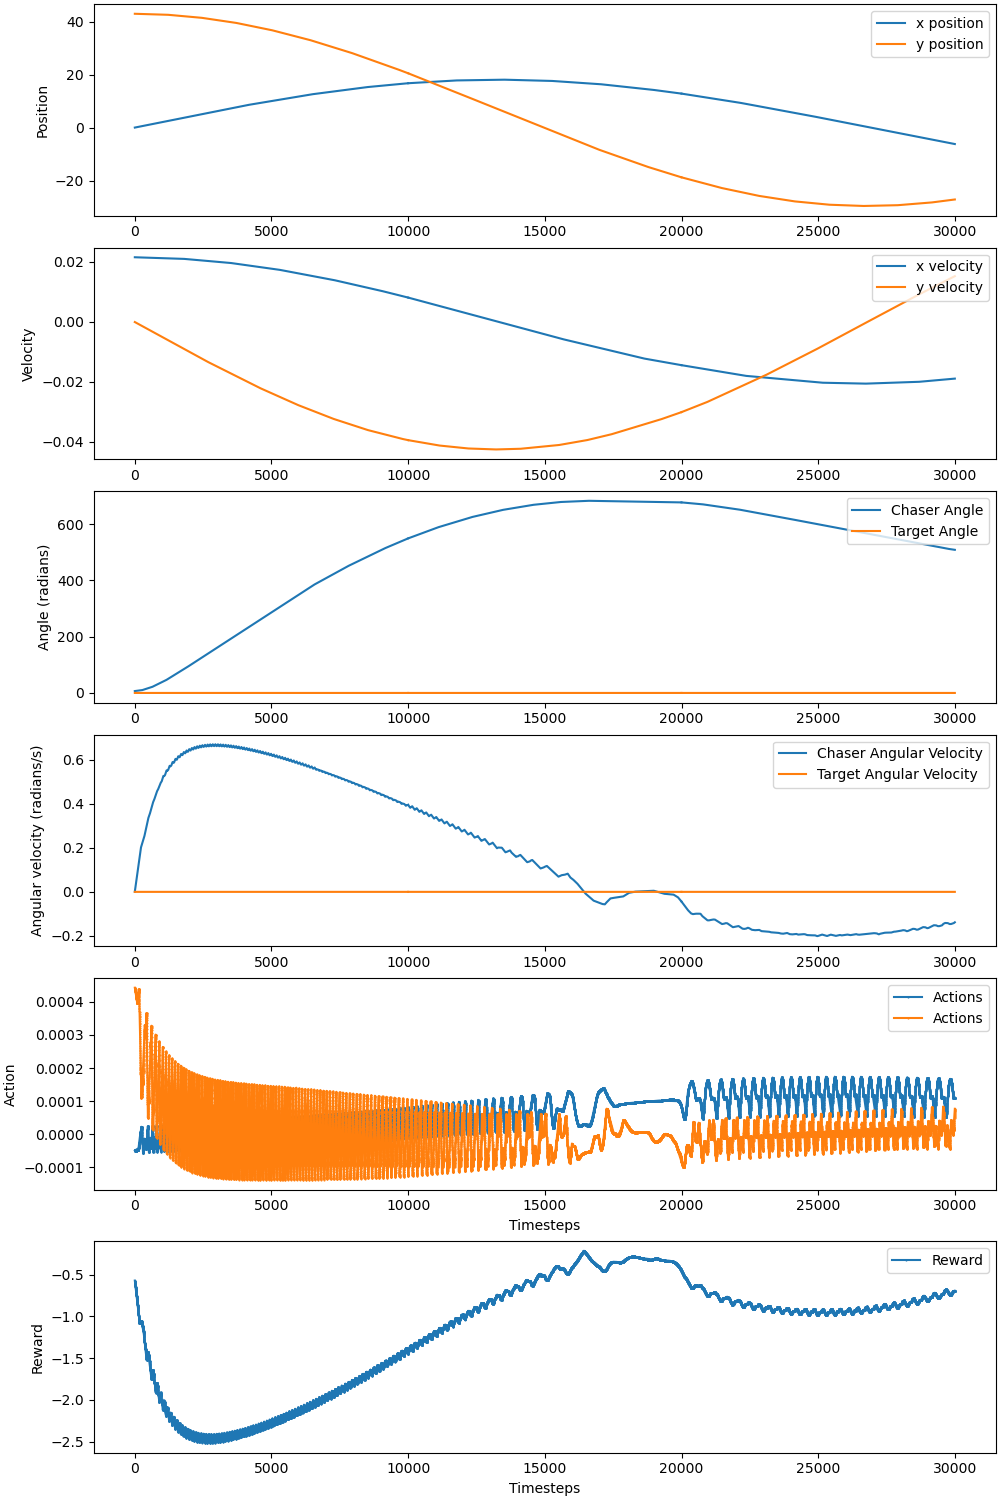 40
20
0
−20
Position
x position
y position
0 5000 10000 15000 20000 25000 30000
0.02
0.00
−0.02
−0.04
Velocity
x velocity
y velocity
0 5000 10000 15000 20000 25000 30000
600
400
200
0
Angle (radians)
Chaser Angle
Target Angle
0 5000 10000 15000 20000 25000 30000
0.6
0.4
0.2
0.0
−0.2
Angular velocity (radians/s)
Chaser Angular Velocity
Target Angular Velocity
0 5000 10000 15000 20000 25000 30000
0.0004
0.0003
0.0002
0.0001
0.0000
−0.0001
Action
Actions
Actions
0 5000 10000 15000 20000 25000 30000
Timesteps
−0.5
−1.0
−1.5
−2.0
−2.5
Reward
Reward
0 5000 10000 15000 20000 25000 30000
Timesteps